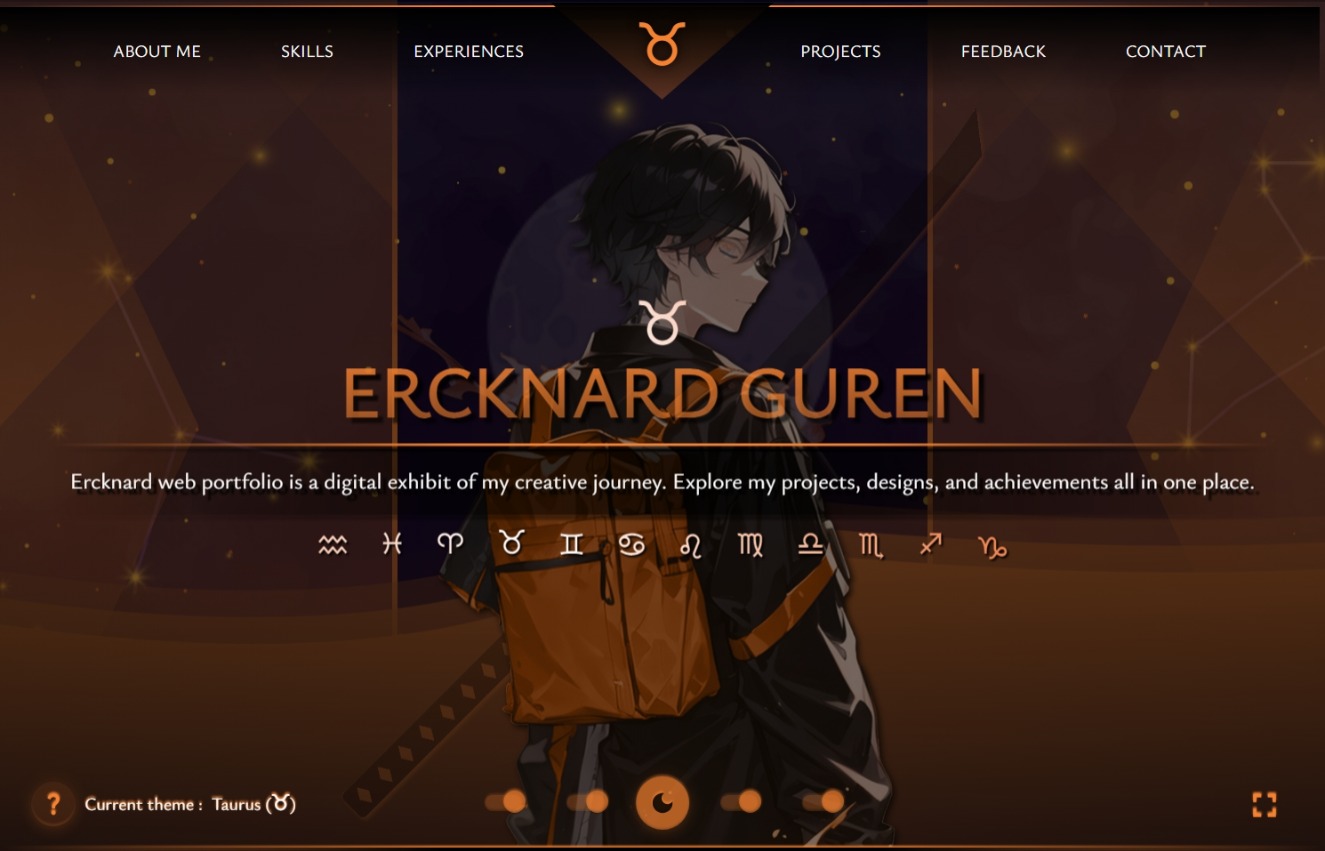 ABOUT ME SKILLS EXPERIENCES ♉ PROJECTS FEEDBACK CONTACT
♉
ERCKNARD GUREN
Ercknard web portfolio is a digital exhibit of my creative journey. Explore my projects, designs, and achievements all in one place.
♒ ♓ ♈ ♉ ♊ ♋ ♌ ♍ ♎ ♏ ♐ ♑
? Current theme : Taurus (♉)